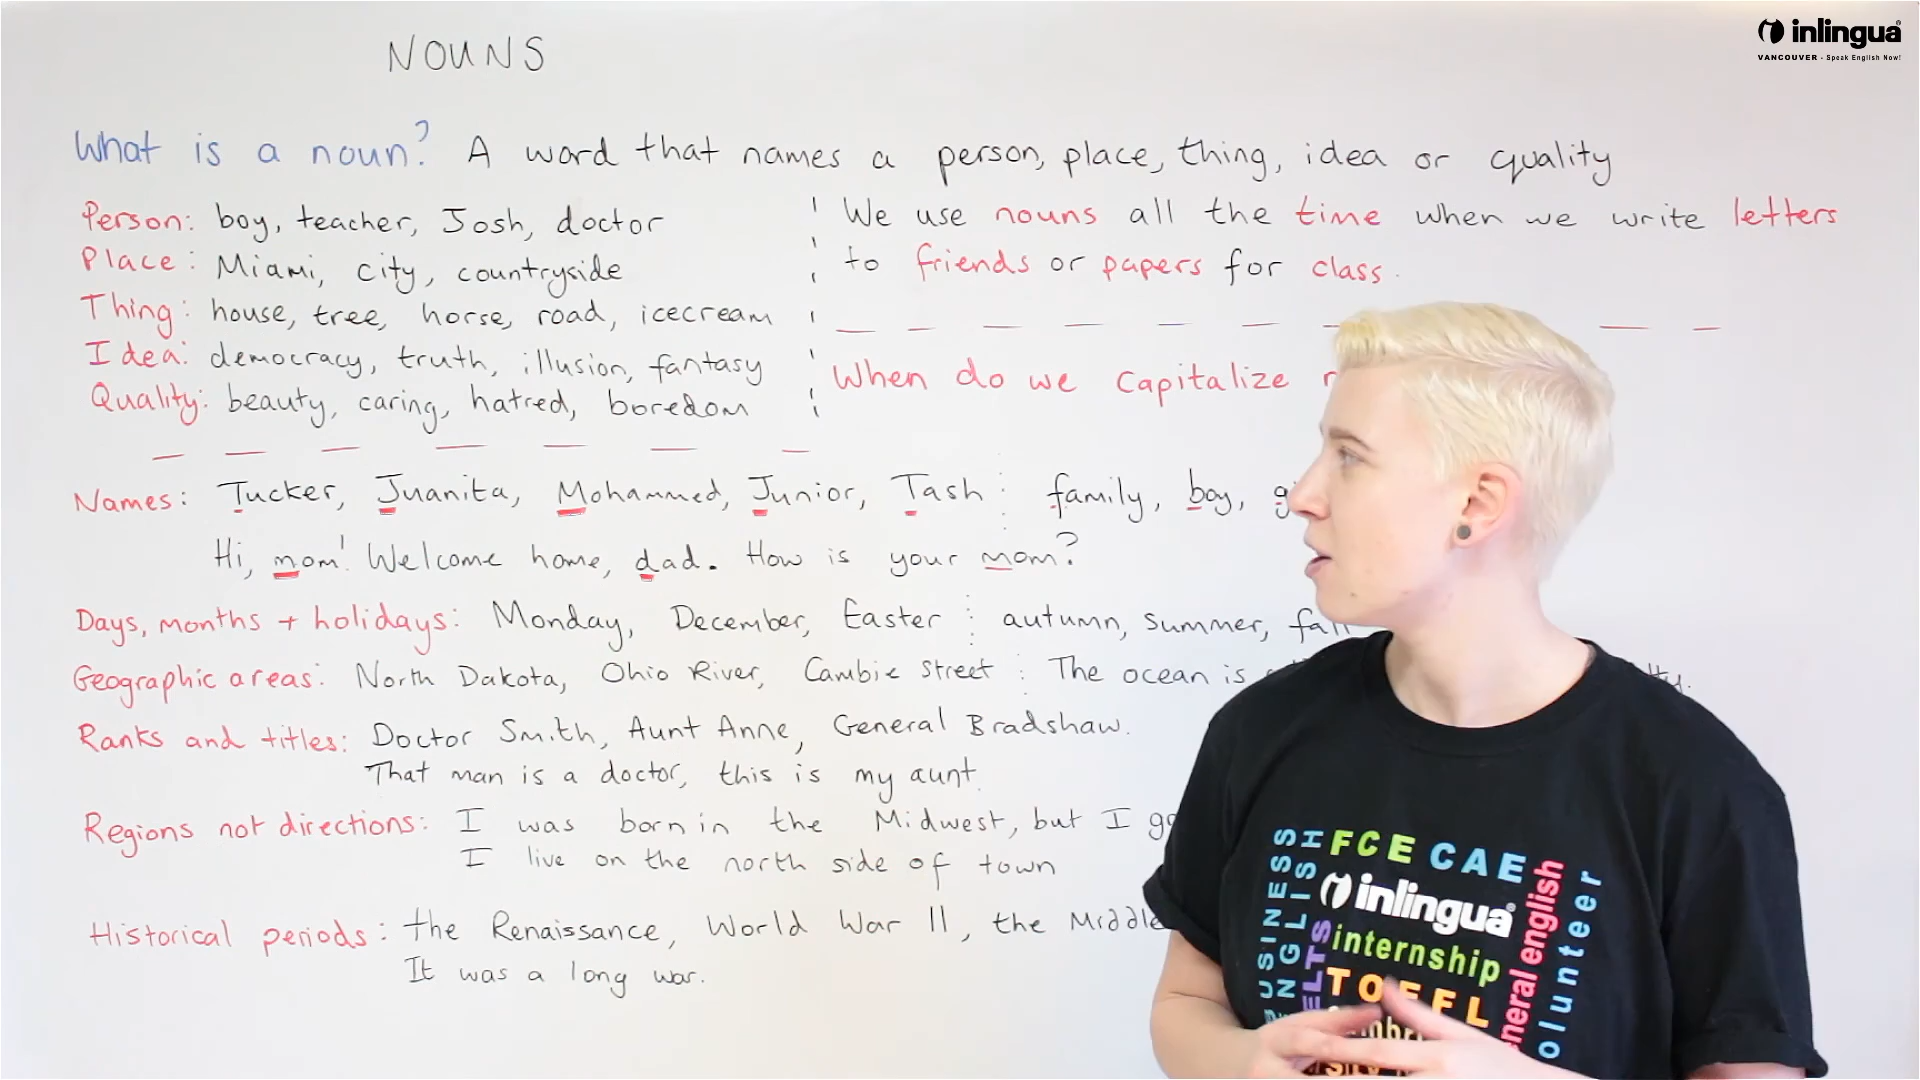 NOUNS
inlingua
VANCOUVER - Speak English Now!
What is a noun? A word that names a person, place, thing, idea or quality
Person: boy, teacher, Josh, doctor
Place: Miami, city, countryside
Thing: house, tree, horse, road, icecream
Idea: democracy, truth, illusion, fantasy
Quality: beauty, caring, hatred, boredom
We use nouns all the time when we write letters
to friends or papers for class.
When do we capitalize
Names: Tucker, Juanita, Mohammed, Junior, Tash : family, boy,
Hi, mom! Welcome home, dad. How is your mom?
Days, months + holidays: Monday, December, Easter : autumn, summer, fall
Geographic areas: North Dakota, Ohio River, Cambie Street : The ocean is
Ranks and titles: Doctor Smith, Aunt Anne, General Bradshaw.
That man is a doctor, this is my aunt.
Regions not directions: I was born in the Midwest, but I
I live on the north side of town
Historical periods: the Renaissance, World War II, the Middle
It was a long war.
FCE CAE
inlingua
internship
TOEFL
general english
volunteer
BUSINESS
ENGLISH